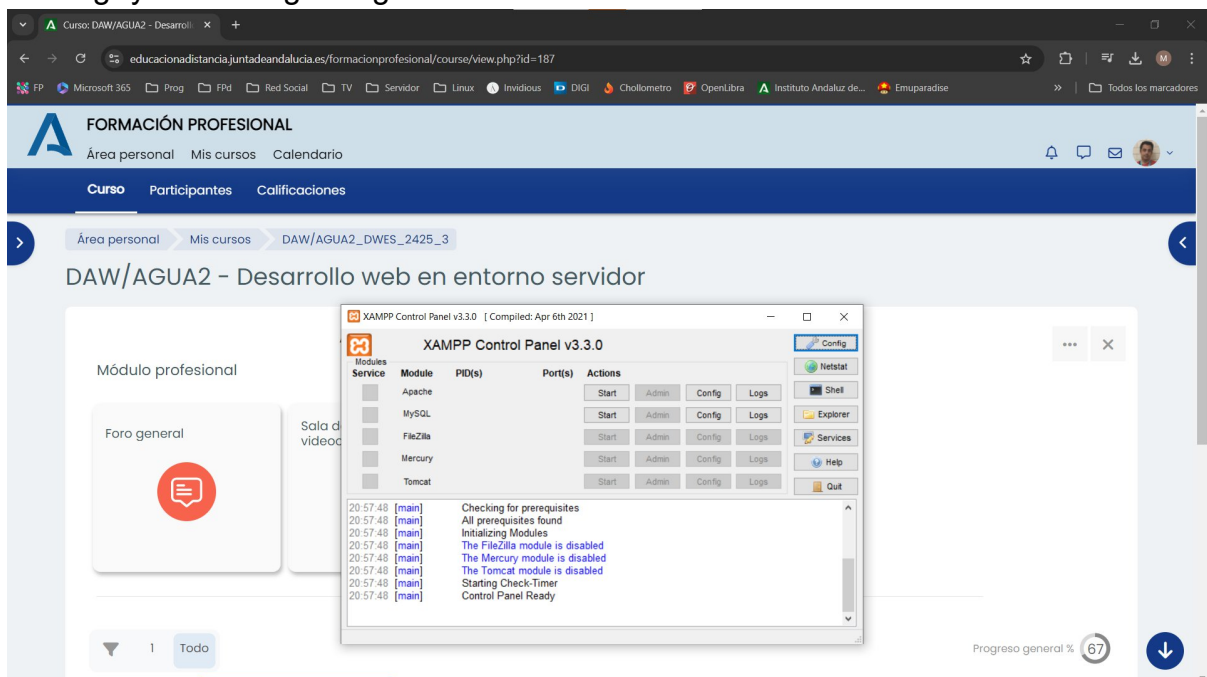 Curso: DAW/AGUA2 - Desarroll
educacionadistancia.juntadeandalucia.es/formacionprofesional/course/view.php?id=187
M
FP Microsoft 365 Prog FPd Red Social TV Servidor Linux Invidious DIGI Chollometro OpenLibra Instituto Andaluz de... Emuparadise » Todos los marcadores
FORMACIÓN PROFESIONAL
Área personal Mis cursos Calendario
Curso Participantes Calificaciones
Área personal Mis cursos DAW/AGUA2_DWES_2425_3
DAW/AGUA2 - Desarrollo web en entorno servidor
XAMPP Control Panel v3.3.0 [ Compiled: Apr 6th 2021 ]
XAMPP Control Panel v3.3.0 Config
Modules
Service Module PID(s) Port(s) Actions Netstat
Apache Start Admin Config Logs Shell
MySQL Start Admin Config Logs Explorer
FileZilla Start Admin Config Logs Services
Mercury Start Admin Config Logs Help
Tomcat Start Admin Config Logs Quit
20:57:48 [main] Checking for prerequisites
20:57:48 [main] All prerequisites found
20:57:48 [main] Initializing Modules
20:57:48 [main] The FileZilla module is disabled
20:57:48 [main] The Mercury module is disabled
20:57:48 [main] The Tomcat module is disabled
20:57:48 [main] Starting Check-Timer
20:57:48 [main] Control Panel Ready
Módulo profesional
Foro general
Sala d
videoc
1 Todo
Progreso general % 67